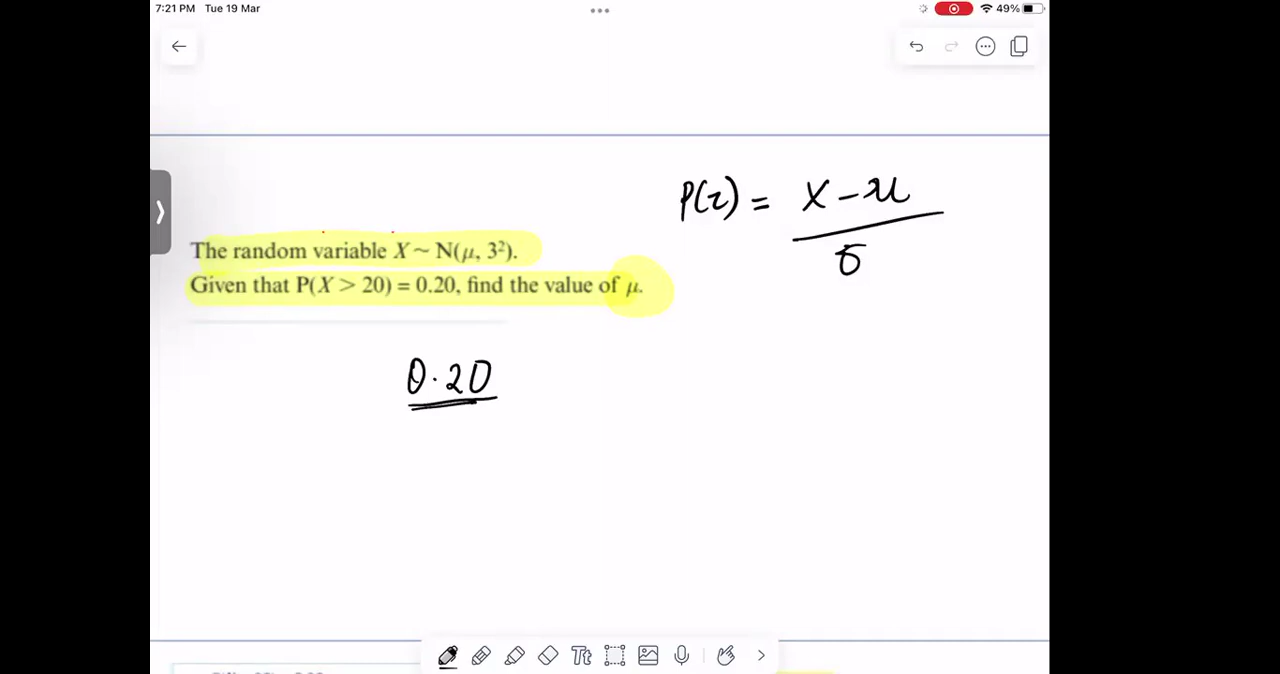 7:21 PM Tue 19 Mar
49%
P(z) = X - μ
σ
The random variable X ~ N(μ, 3²).
Given that P(X > 20) = 0.20, find the value of μ.
0.20
Tt